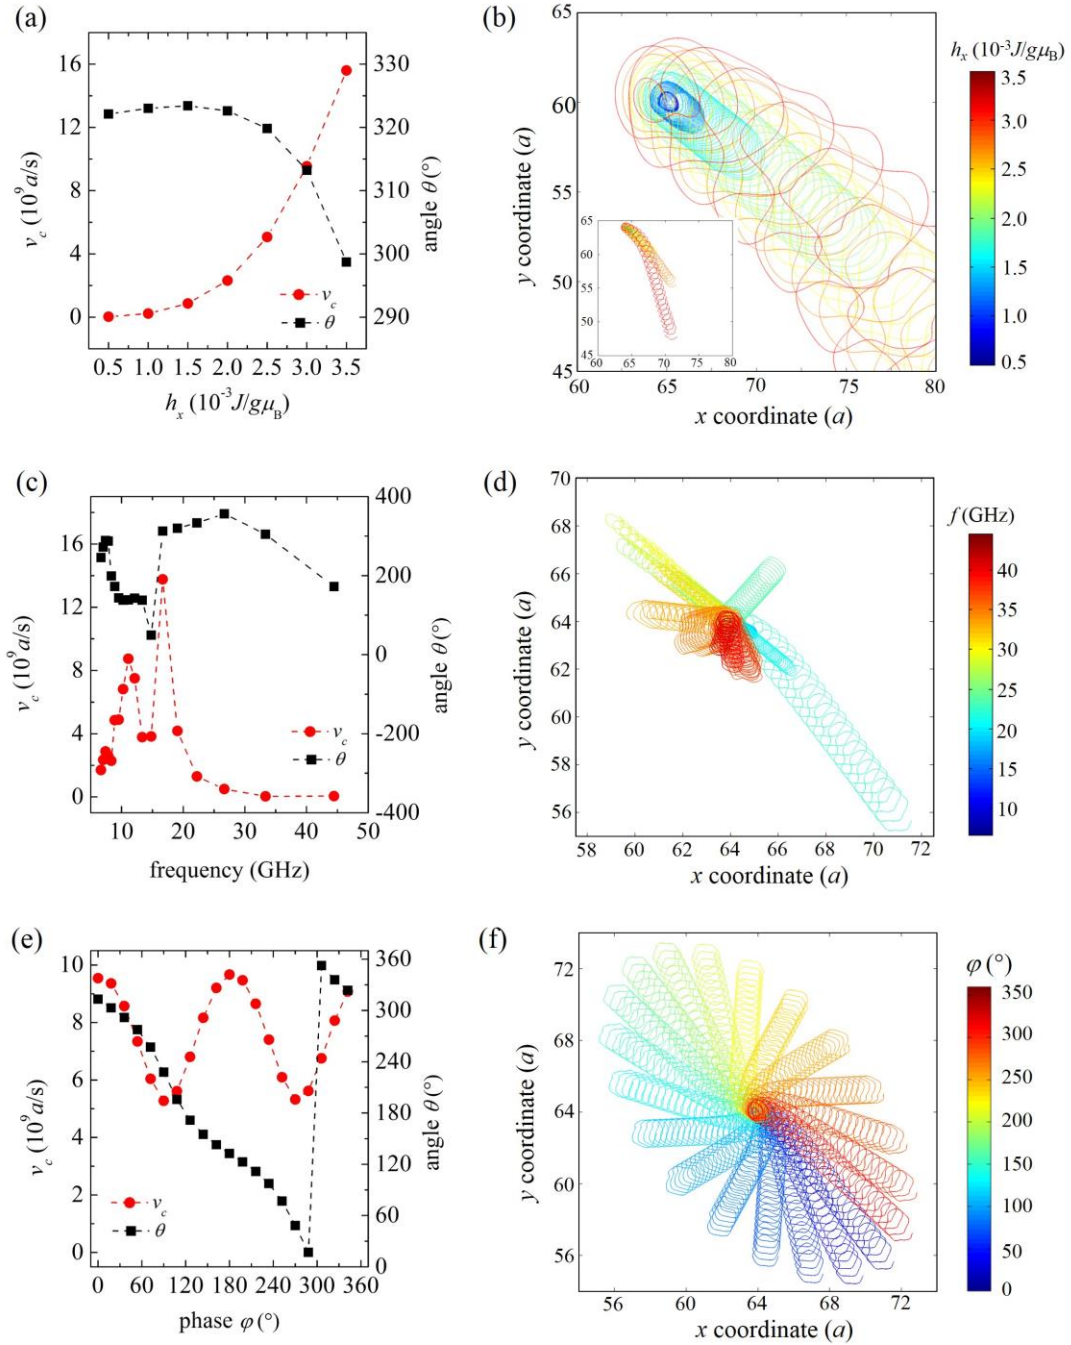 (a)
16
12
8
4
0
v_c (10^9 a/s)
330
320
310
300
290
angle θ(°)
v_c
θ
0.5 1.0 1.5 2.0 2.5 3.0 3.5
h_x (10^-3 J/gμ_B)
(b)
60
55
50
45
y coordinate (a)
65
60
55
50
45
60 65 70 75 80
60 65 70 75 80
x coordinate (a)
h_x (10^-3 J/gμ_B)
3.5
3.0
2.5
2.0
1.5
1.0
0.5
(c)
16
12
8
4
0
v_c (10^9 a/s)
400
200
0
-200
-400
angle θ(°)
v_c
θ
10 20 30 40 50
frequency (GHz)
(d)
70
68
66
64
62
60
58
56
y coordinate (a)
58 60 62 64 66 68 70 72
x coordinate (a)
f (GHz)
40
35
30
25
20
15
10
(e)
10
8
6
4
2
0
v_c (10^9 a/s)
360
300
240
180
120
60
0
angle θ(°)
v_c
θ
0 60 120 180 240 300 360
phase φ(°)
(f)
72
68
64
60
56
y coordinate (a)
56 60 64 68 72
x coordinate (a)
φ(°)
350
300
250
200
150
100
50
0